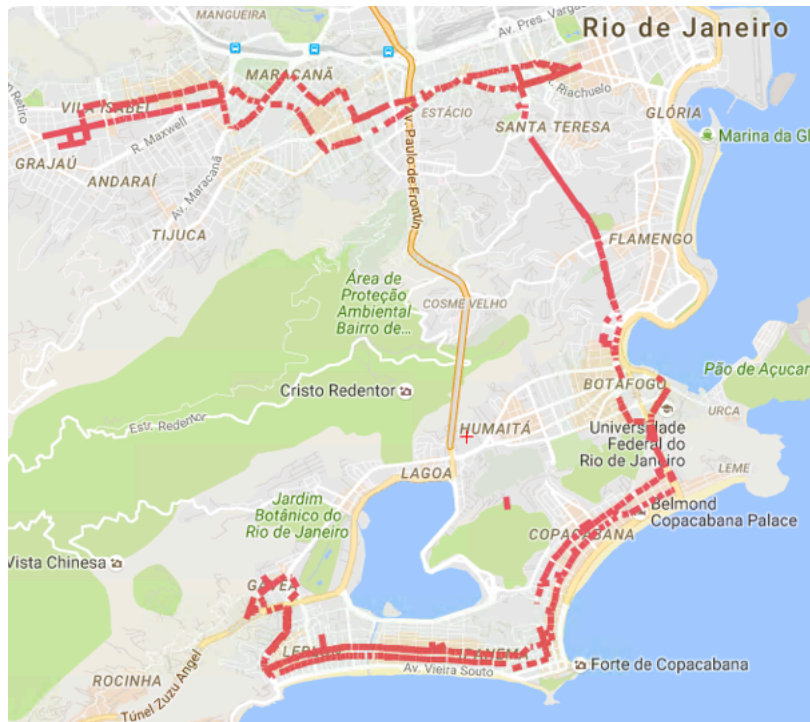 MANGUEIRA
Av. Pres. Vargas
Rio de Janeiro
MARACANÃ
VILA ISABEL
ESTÁCIO
R. Riachuelo
GLÓRIA
SANTA TERESA
Marina da Gl
Retiro
R. Maxwell
GRAJAÚ
ANDARAÍ
Av. Maracanã
Av. Paulo de Frontin
TIJUCA
FLAMENGO
Área de
Proteção
Ambiental
Bairro de...
COSME VELHO
Pão de Açucar
BOTAFOGO
Cristo Redentor
URCA
Estr. Redentor
HUMAITÁ
Universidade
Federal do
Rio de Janeiro
LAGOA
LEME
Jardim
Botânico do
Rio de Janeiro
Belmond
Copacabana Palace
COPACABANA
Vista Chinesa
GÁVEA
LEBLON
IPANEMA
Av. Vieira Souto
Forte de Copacabana
ROCINHA
Túnel Zuzu Angel